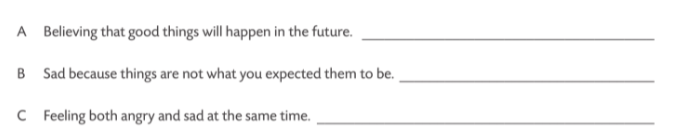 A Believing that good things will happen in the future.
B Sad because things are not what you expected them to be.
C Feeling both angry and sad at the same time.